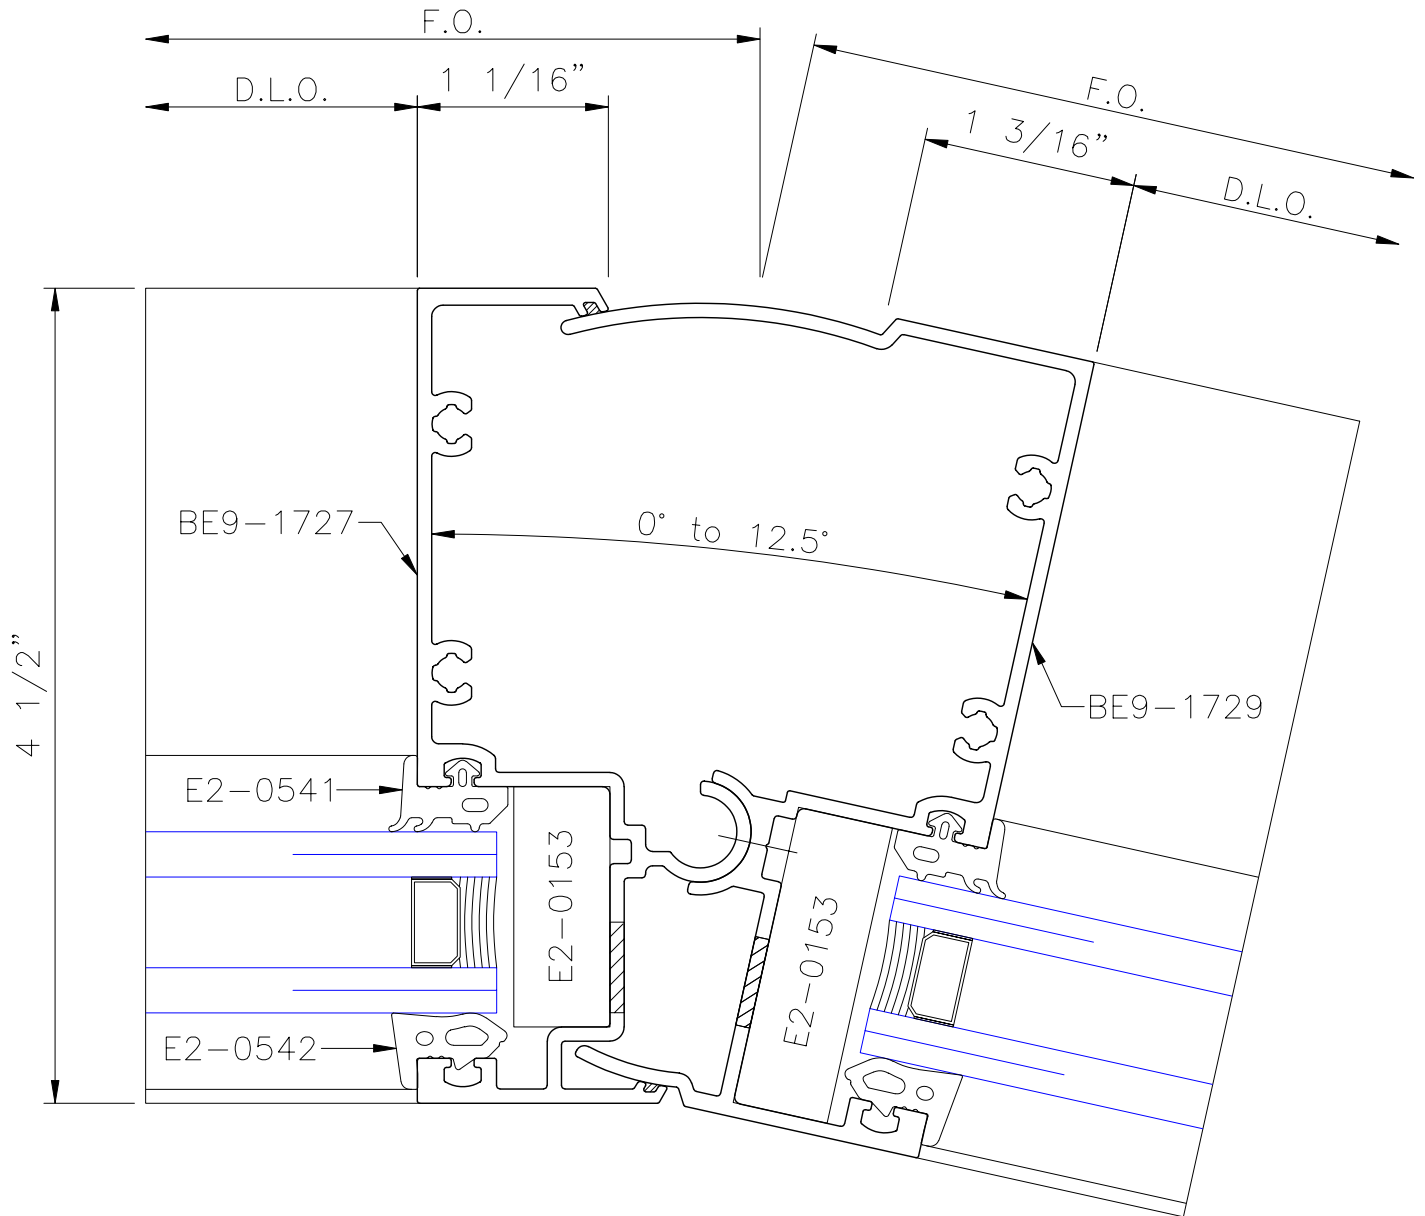 F.O.
D.L.O.
1 1/16”
F.O.
1 3/16”
D.L.O.
BE9-1727
0° to 12.5°
4 1/2”
BE9-1729
E2-0541
E2-0153
E2-0153
E2-0542